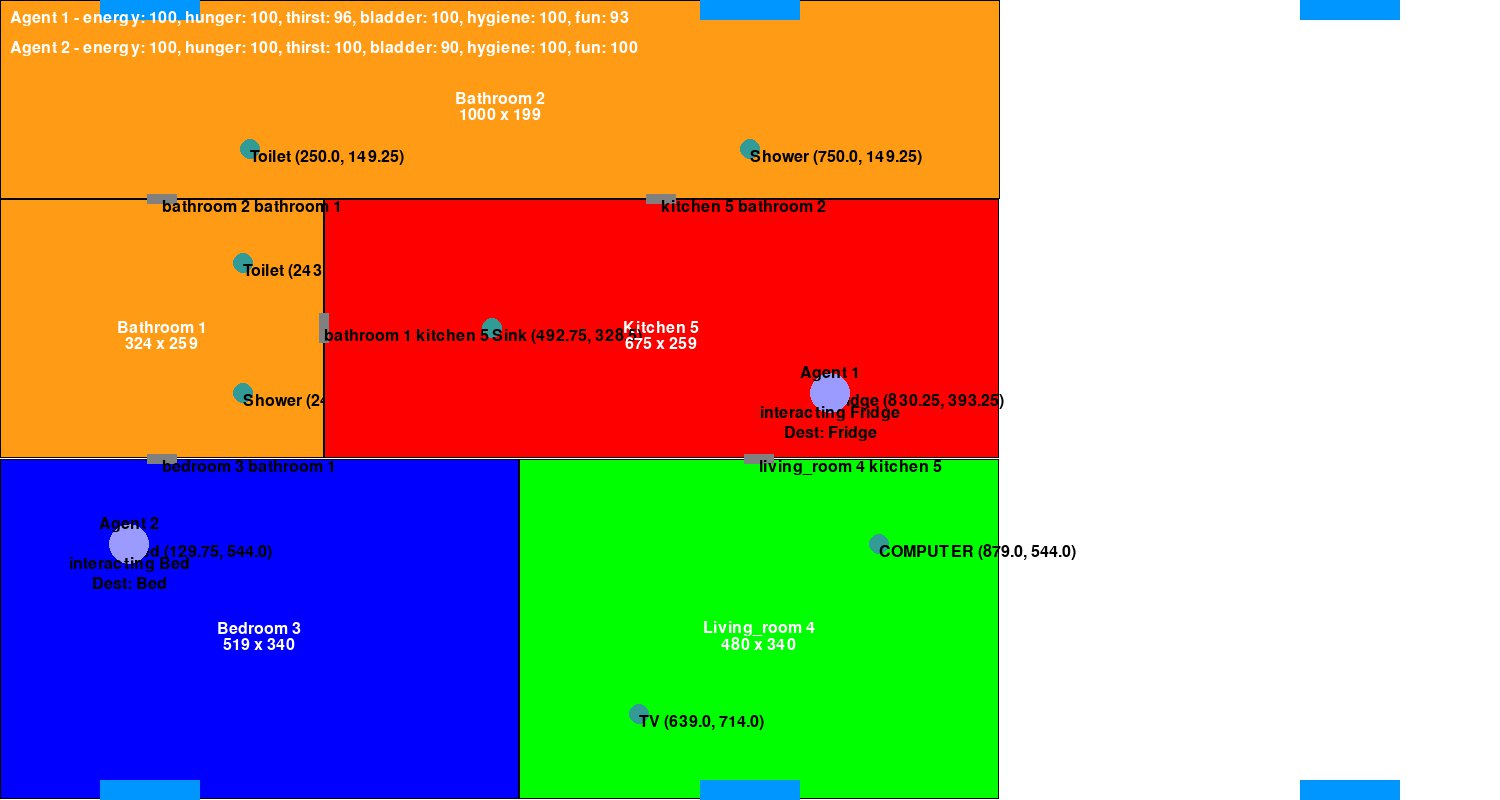 Agent 1 - energy: 100, hunger: 100, thirst: 96, bladder: 100, hygiene: 100, fun: 93
Agent 2 - energy: 100, hunger: 100, thirst: 100, bladder: 90, hygiene: 100, fun: 100
Bathroom 2
1000 x 199
Toilet (250.0, 149.25)
Shower (750.0, 149.25)
bathroom 2 bathroom 1
kitchen 5 bathroom 2
Toilet (243
Bathroom 1
324 x 259
bathroom 1 kitchen 5
Sink (492.75, 328
Kitchen 5
675 x 259
Agent 1
Shower (24
(830.25, 393.25)
interacting Fridge
Dest: Fridge
bedroom 3 bathroom 1
living_room 4 kitchen 5
Agent 2
(129.75, 544.0)
interacting Bed
Dest: Bed
COMPUTER (879.0, 544.0)
Bedroom 3
519 x 340
Living_room 4
480 x 340
TV (639.0, 714.0)